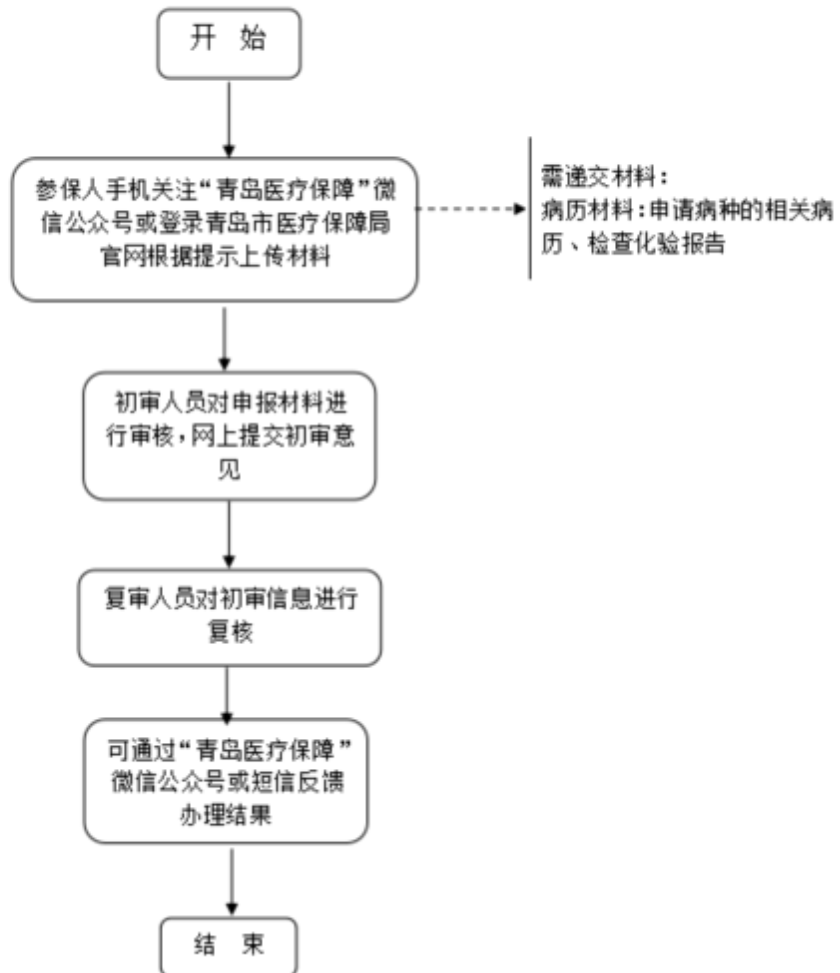 开 始
参保人手机关注“青岛医疗保障”微
信公众号或登录青岛市医疗保障局
官网根据提示上传材料
需递交材料：
病历材料：申请病种的相关病
历、检查化验报告
初审人员对申报材料进
行审核，网上提交初审意
见
复审人员对初审信息进行
复核
可通过“青岛医疗保障”
微信公众号或短信反馈
办理结果
结 束